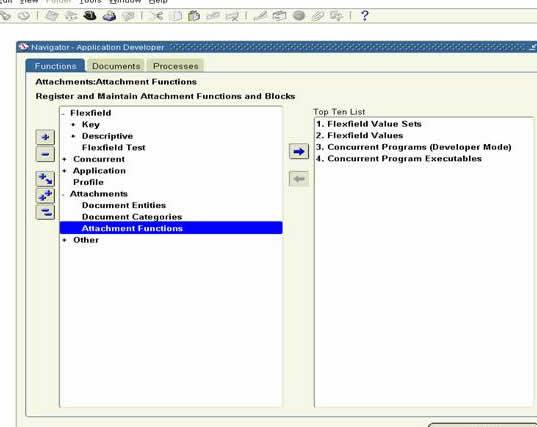 View Folder Tools Window Help
Navigator - Application Developer
Functions Documents Processes
Attachments:Attachment Functions
Register and Maintain Attachment Functions and Blocks
- Flexfield
+ Key
+ Descriptive
Flexfield Test
+ Concurrent
+ Application
Profile
- Attachments
Document Entities
Document Categories
Attachment Functions
+ Other
Top Ten List
1. Flexfield Value Sets
2. Flexfield Values
3. Concurrent Programs (Developer Mode)
4. Concurrent Program Executables